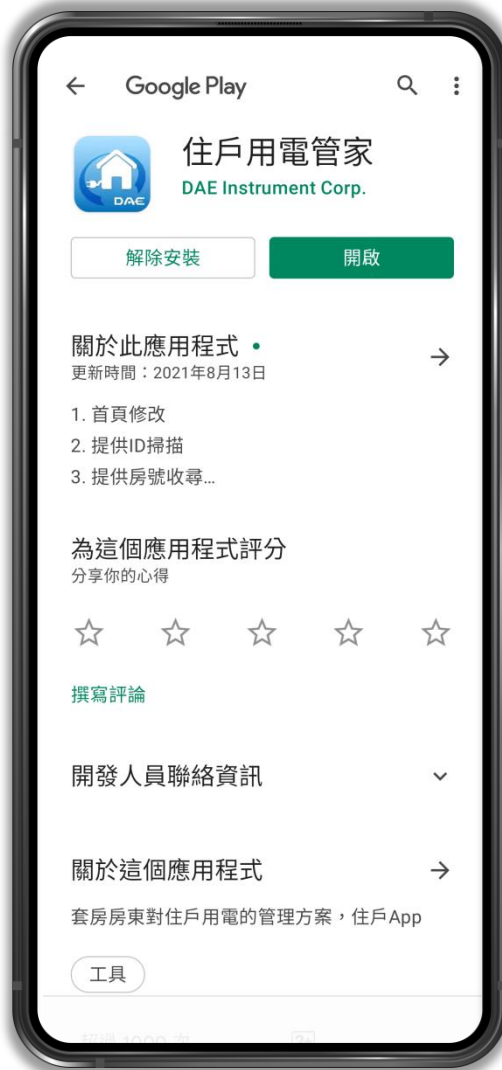 Google Play
住戶用電管家
DAE
DAE Instrument Corp.
解除安裝
開啟
關於此應用程式 •
更新時間：2021年8月13日
1. 首頁修改
2. 提供ID掃描
3. 提供房號收尋...
為這個應用程式評分
分享你的心得
撰寫評論
開發人員聯絡資訊
關於這個應用程式
套房房東對住戶用電的管理方案，住戶App
工具